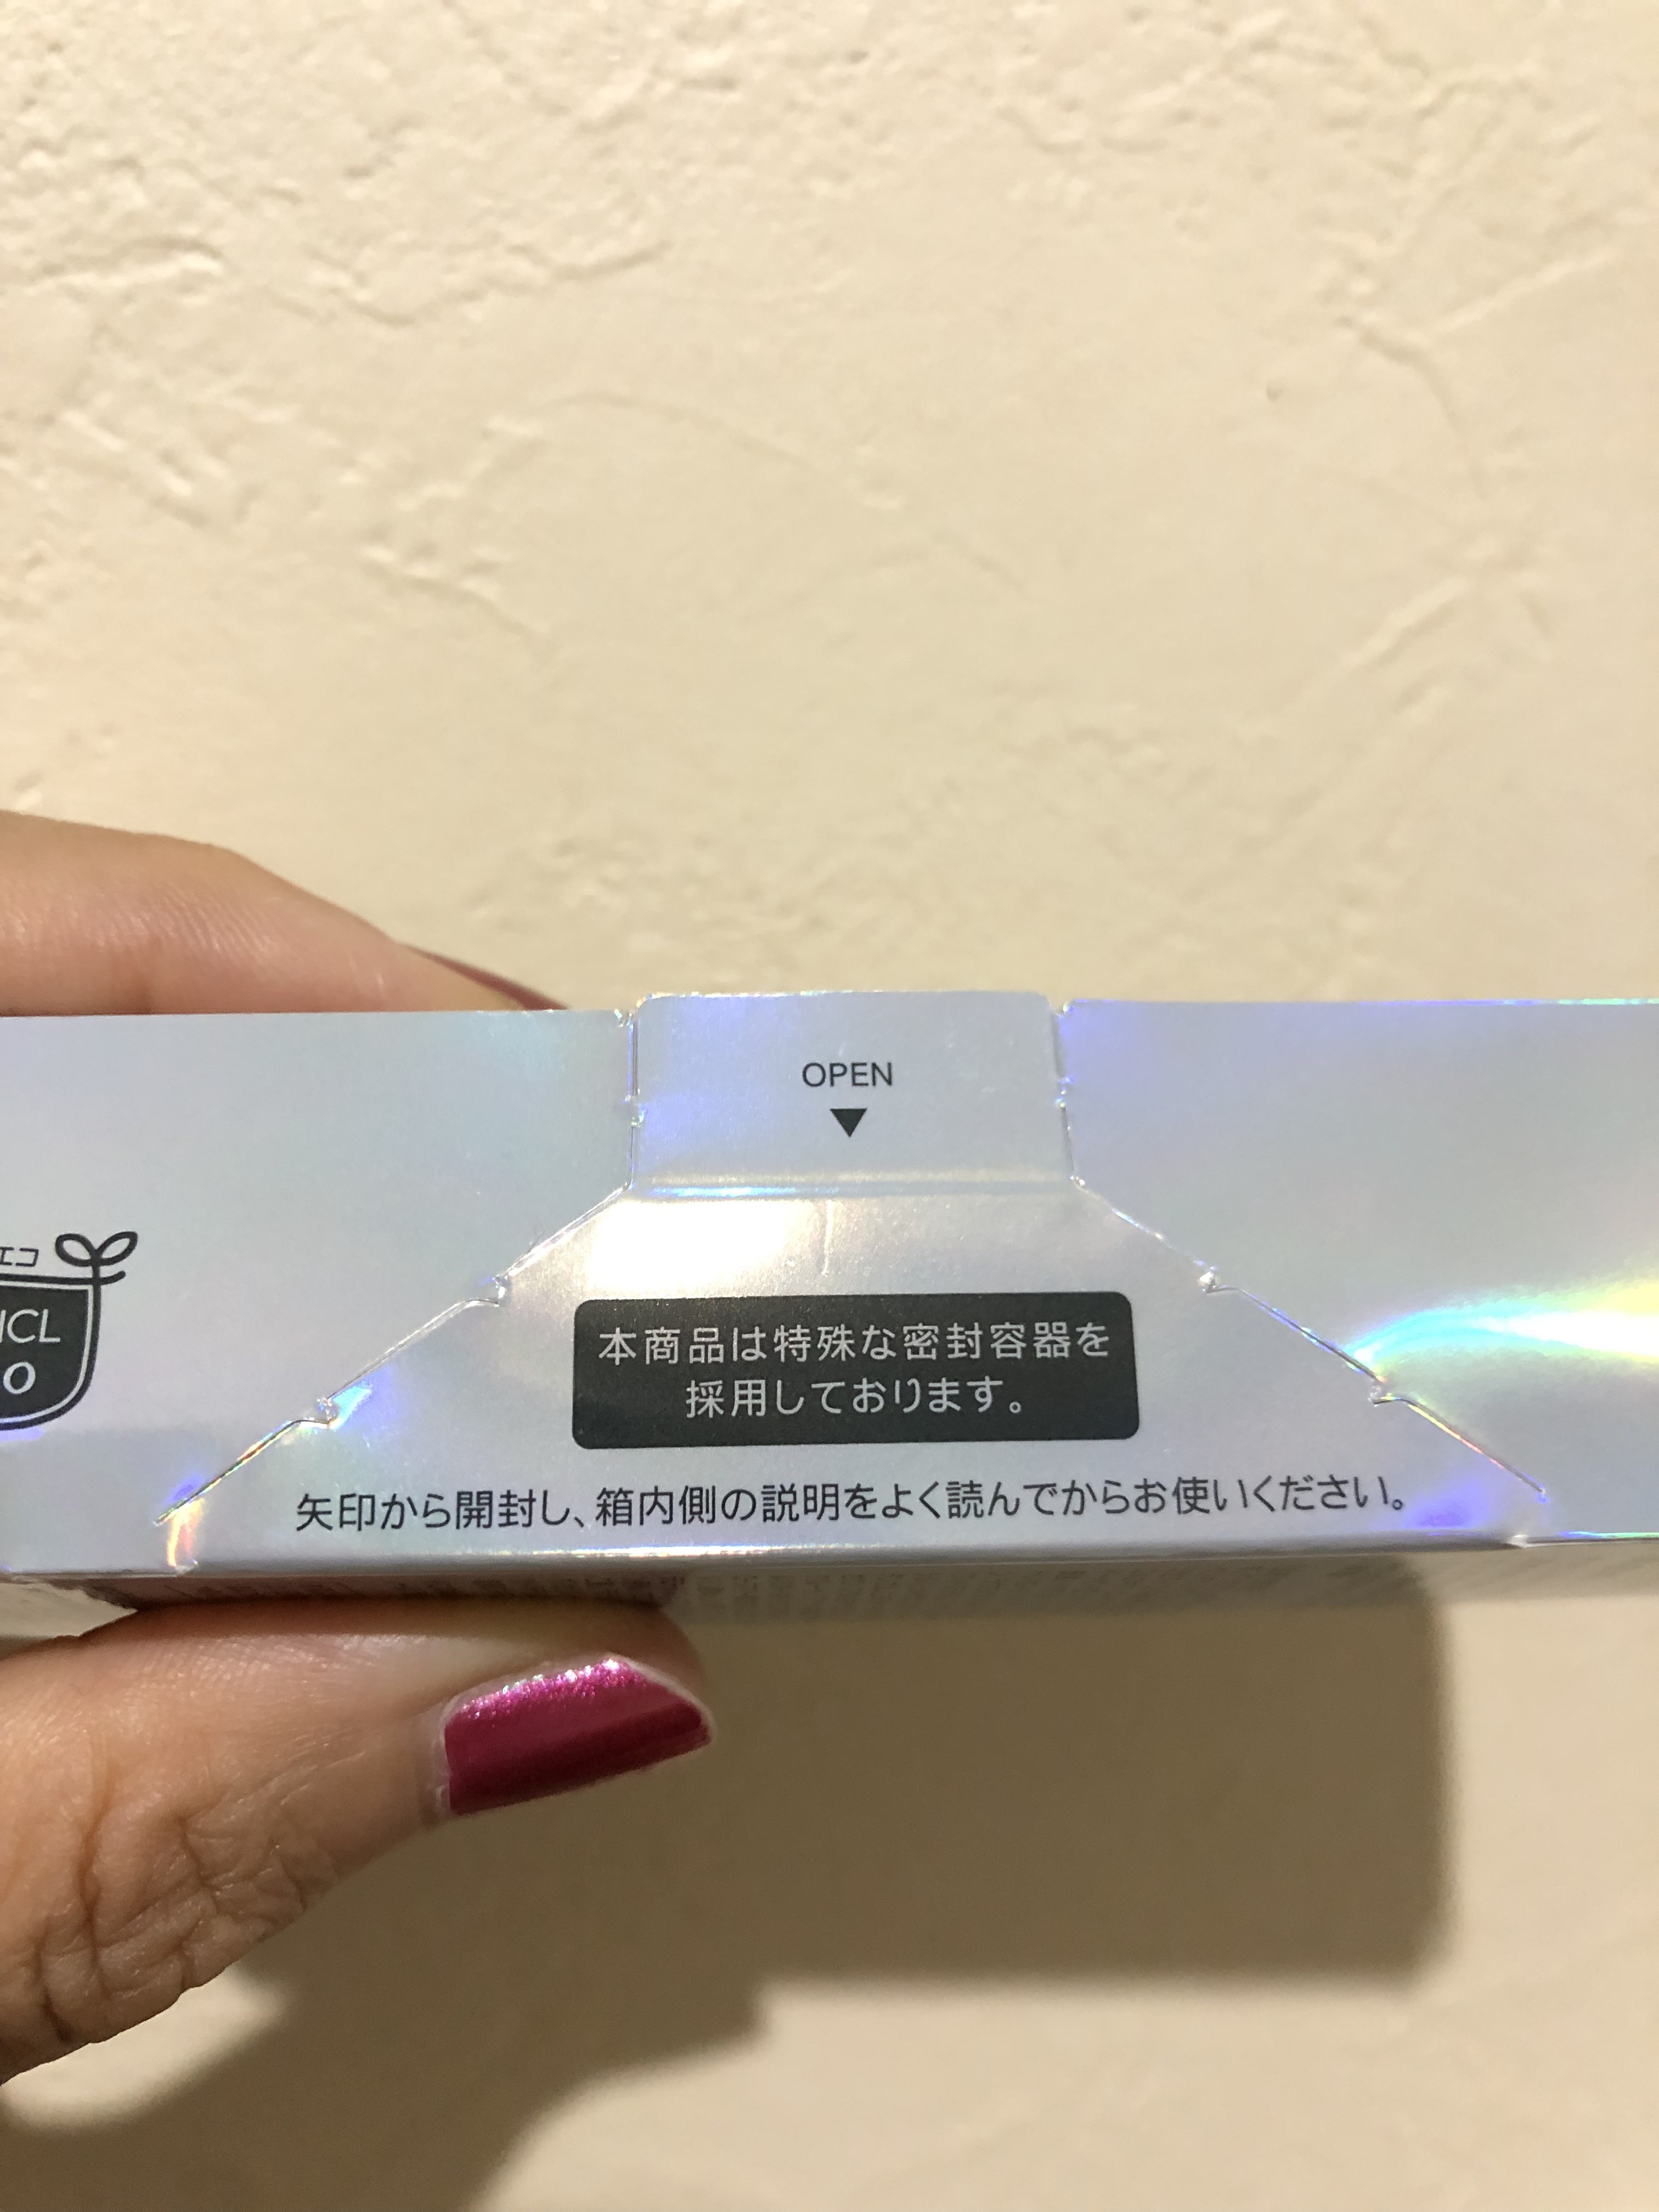 OPEN
エコ
本商品は特殊な密封容器を
採用しております。
矢印から開封し、箱内側の説明をよく読んでからお使いください。